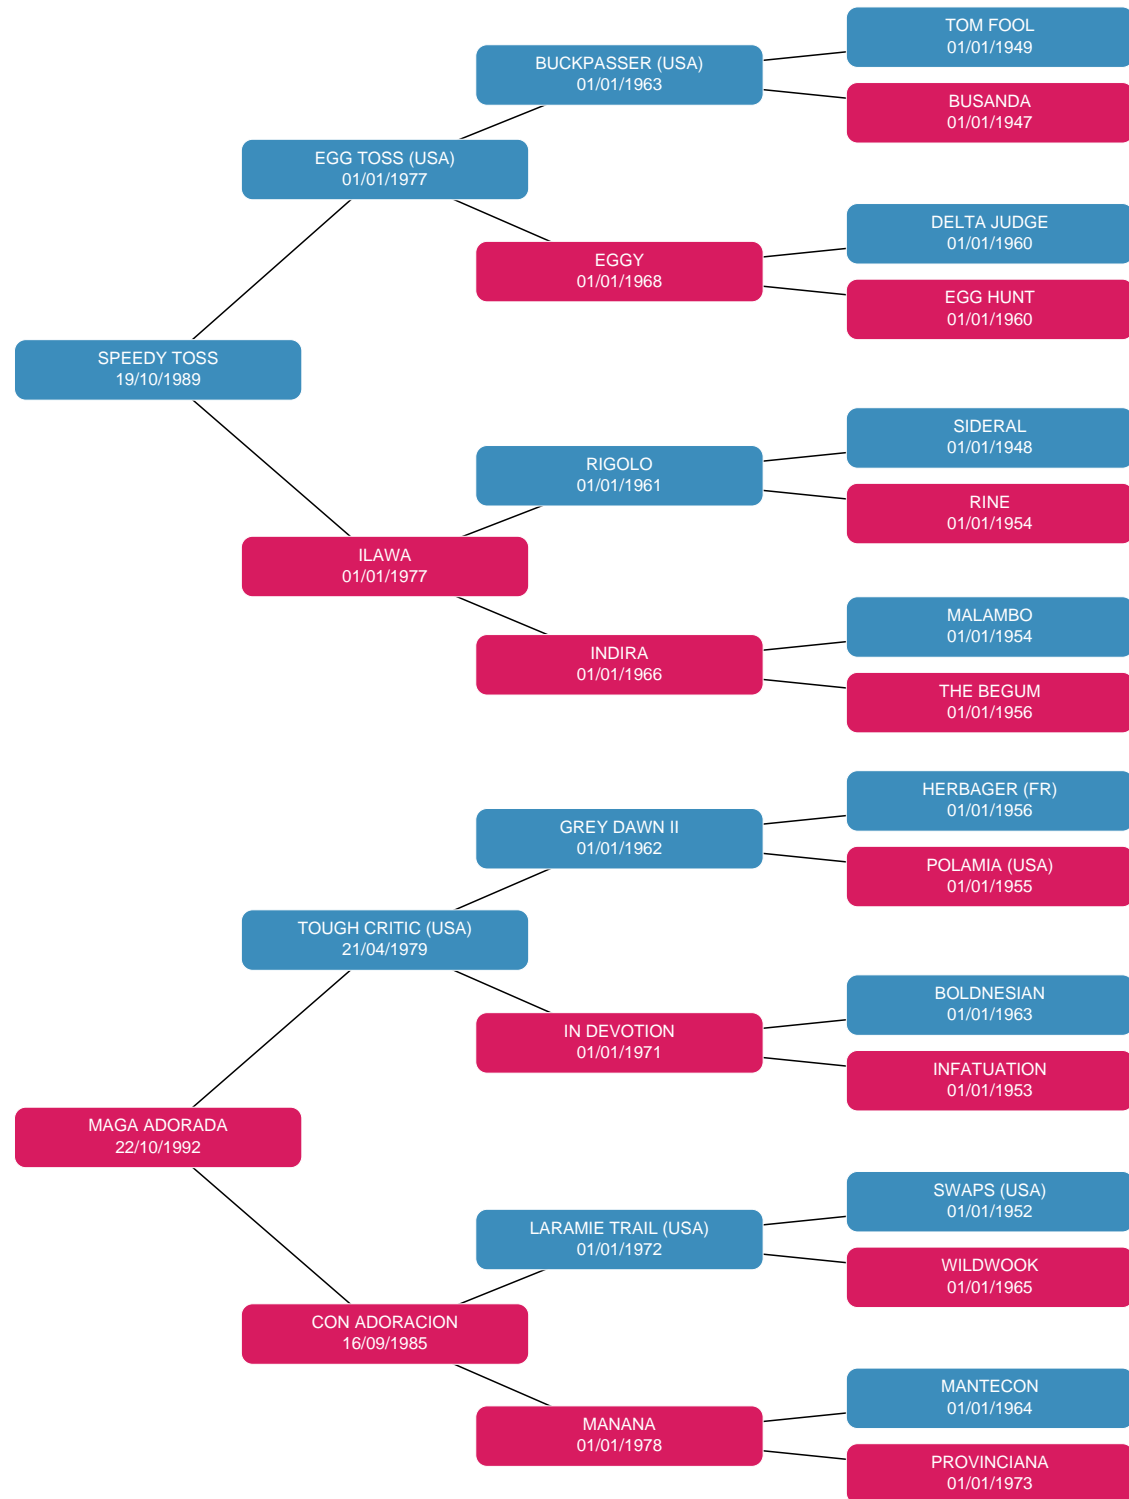 TOM FOOL
01/01/1949
BUCKPASSER (USA)
01/01/1963
BUSANDA
01/01/1947
EGG TOSS (USA)
01/01/1977
DELTA JUDGE
01/01/1960
EGGY
01/01/1968
EGG HUNT
01/01/1960
SPEEDY TOSS
19/10/1989
SIDERAL
01/01/1948
RIGOLO
01/01/1961
RINE
01/01/1954
ILAWA
01/01/1977
MALAMBO
01/01/1954
INDIRA
01/01/1966
THE BEGUM
01/01/1956
HERBAGER (FR)
01/01/1956
GREY DAWN II
01/01/1962
POLAMIA (USA)
01/01/1955
TOUGH CRITIC (USA)
21/04/1979
BOLDNESIAN
01/01/1963
IN DEVOTION
01/01/1971
INFATUATION
01/01/1953
MAGA ADORADA
22/10/1992
SWAPS (USA)
01/01/1952
LARAMIE TRAIL (USA)
01/01/1972
WILDWOOK
01/01/1965
CON ADORACION
16/09/1985
MANTECON
01/01/1964
MANANA
01/01/1978
PROVINCIANA
01/01/1973